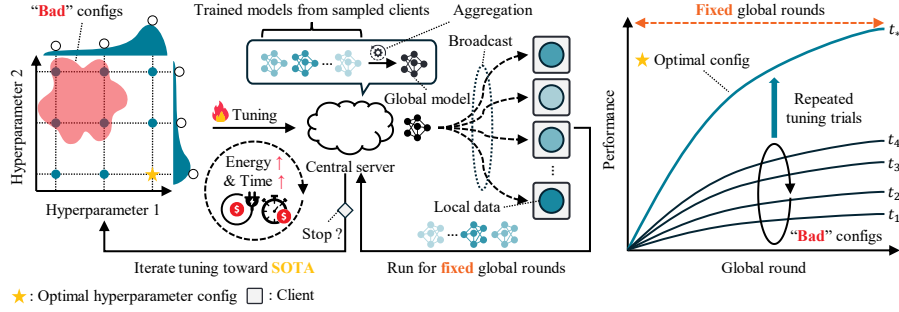 “Bad” configs
Hyperparameter 2
Hyperparameter 1
Trained models from sampled clients
Aggregation
Global model
Broadcast
Tuning
Central server
Energy ↑
& Time ↑
$
$
Stop ?
Local data
Iterate tuning toward SOTA
Run for fixed global rounds
Fixed global rounds
Optimal config
Repeated
tuning trials
Performance
t*
t4
t3
t2
t1
“Bad” configs
Global round
: Optimal hyperparameter config
: Client